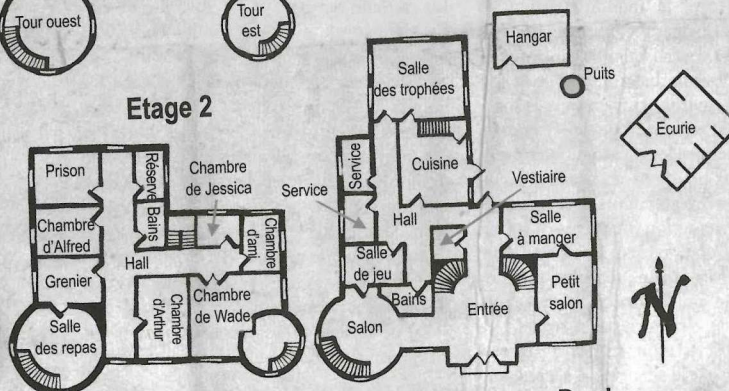 Tour ouest
Tour
est
Hangar
Puits
Ecurie
Etage 2
Prison
Réserve
Bains
Chambre
de Jessica
Chambre
d'Alfred
Hall
Chambre
d'ami
Grenier
Chambre
d'Arthur
Chambre
de Wade
Salle
des repas
Salle
des trophées
Service
Cuisine
Service
Vestiaire
Hall
Salle
à manger
Salle
de jeu
Bains
Salon
Entrée
Petit
salon
N